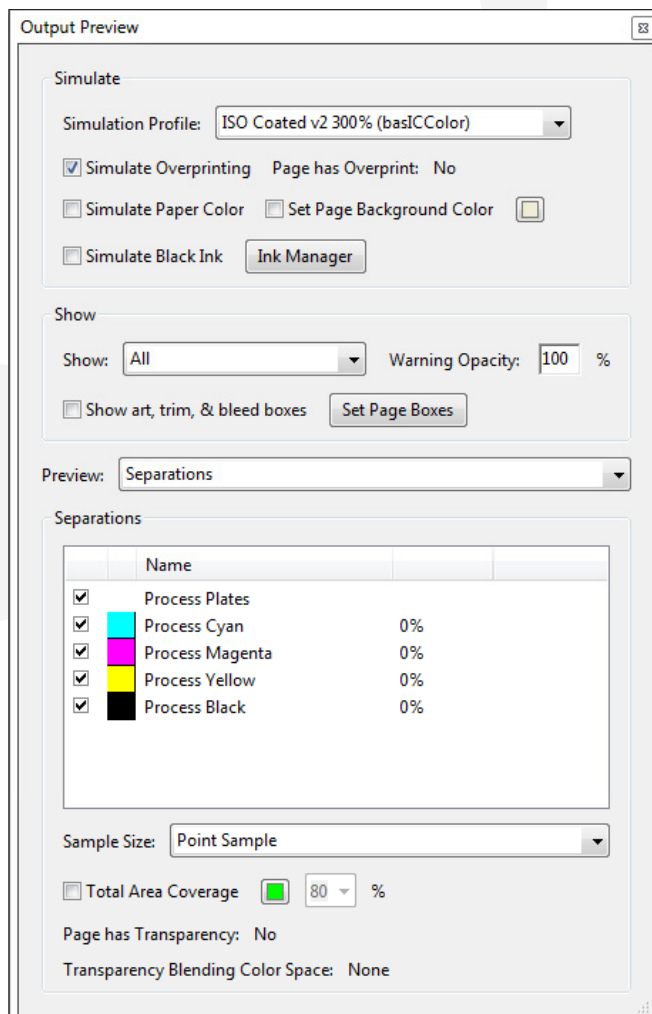 Output Preview
Simulate
Simulation Profile: ISO Coated v2 300% (basICColor)
Simulate Overprinting Page has Overprint: No
Simulate Paper Color Set Page Background Color
Simulate Black Ink Ink Manager
Show
Show: All Warning Opacity: 100 %
Show art, trim, & bleed boxes Set Page Boxes
Preview: Separations
Separations
Name
Process Plates
Process Cyan 0%
Process Magenta 0%
Process Yellow 0%
Process Black 0%
Sample Size: Point Sample
Total Area Coverage 80 %
Page has Transparency: No
Transparency Blending Color Space: None